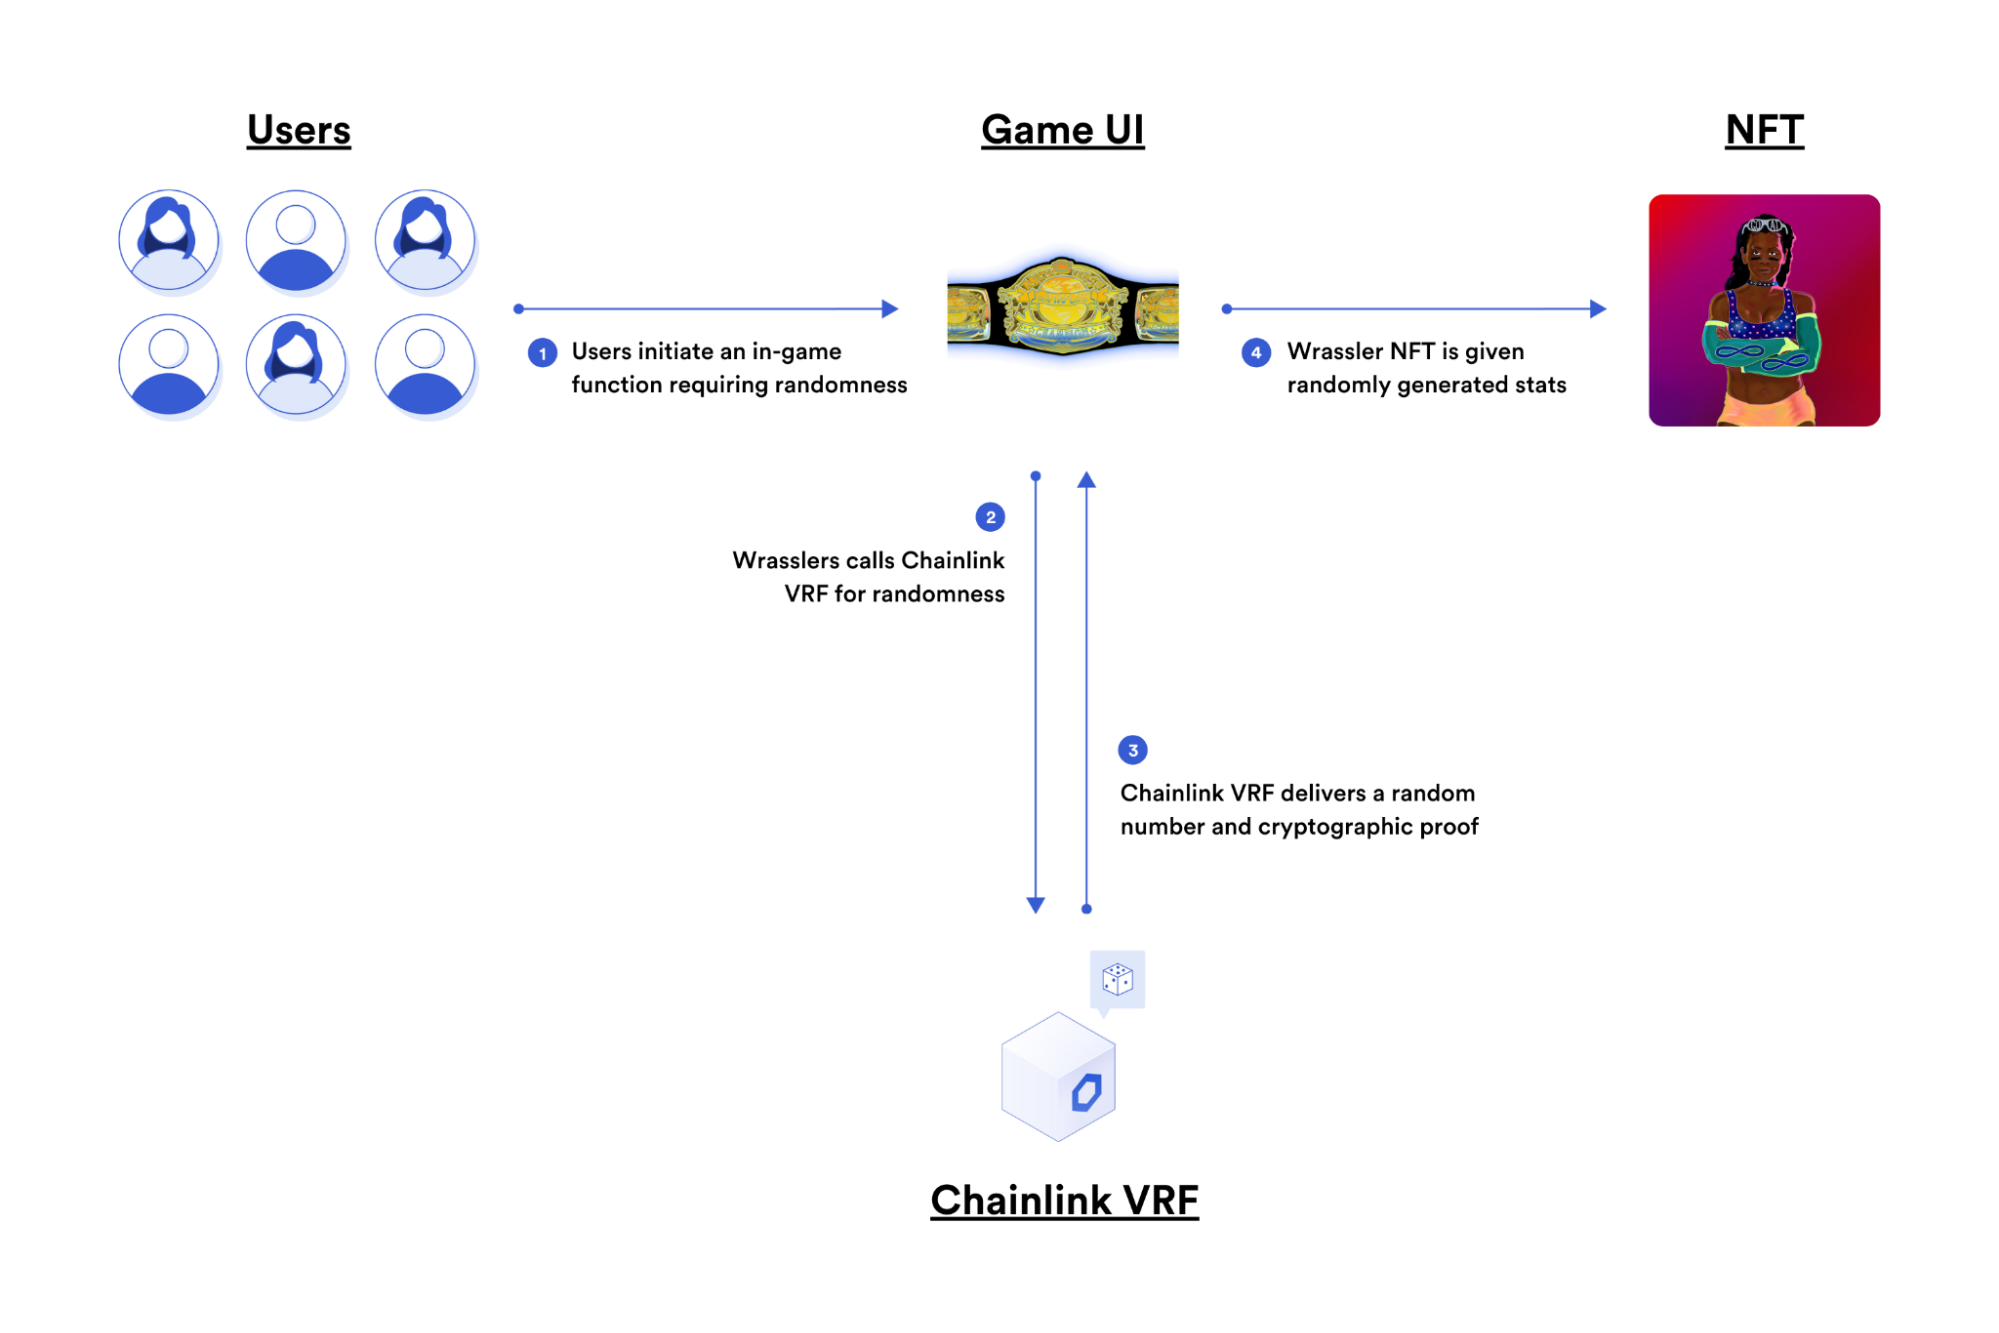 Users
Game UI
NFT
1
Users initiate an in-game
function requiring randomness
4
Wrassler NFT is given
randomly generated stats
2
Wrasslers calls Chainlink
VRF for randomness
3
Chainlink VRF delivers a random
number and cryptographic proof
Chainlink VRF